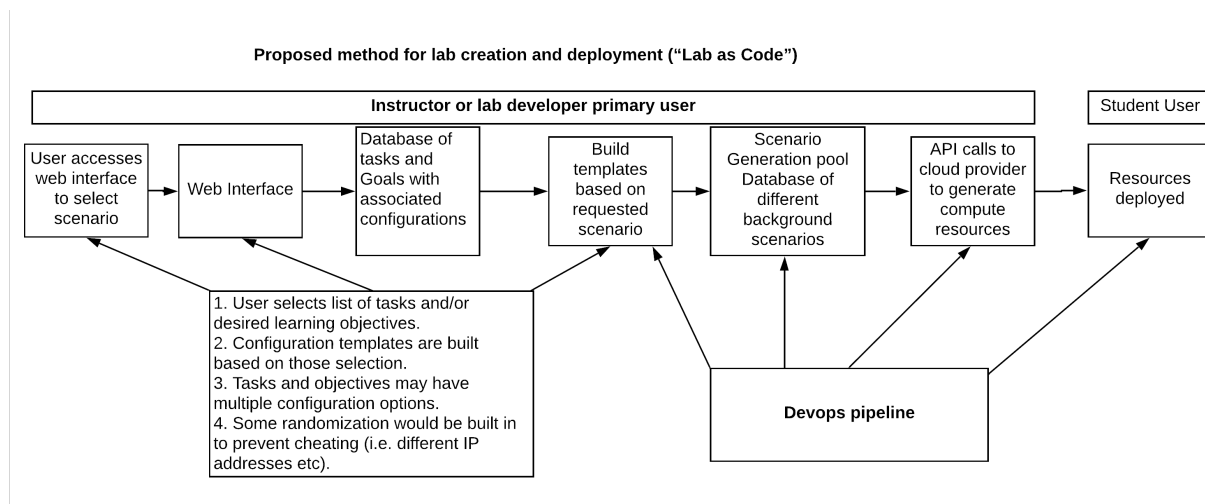 Proposed method for lab creation and deployment (“Lab as Code”)
Instructor or lab developer primary user
Student User
User accesses
web interface
to select
scenario
Web Interface
Database of
tasks and
Goals with
associated
configurations
Build
templates
based on
requested
scenario
Scenario
Generation pool
Database of
different
background
scenarios
API calls to
cloud provider
to generate
compute
resources
Resources
deployed
1. User selects list of tasks and/or
desired learning objectives.
2. Configuration templates are built
based on those selection.
3. Tasks and objectives may have
multiple configuration options.
4. Some randomization would be built in
to prevent cheating (i.e. different IP
addresses etc).
Devops pipeline